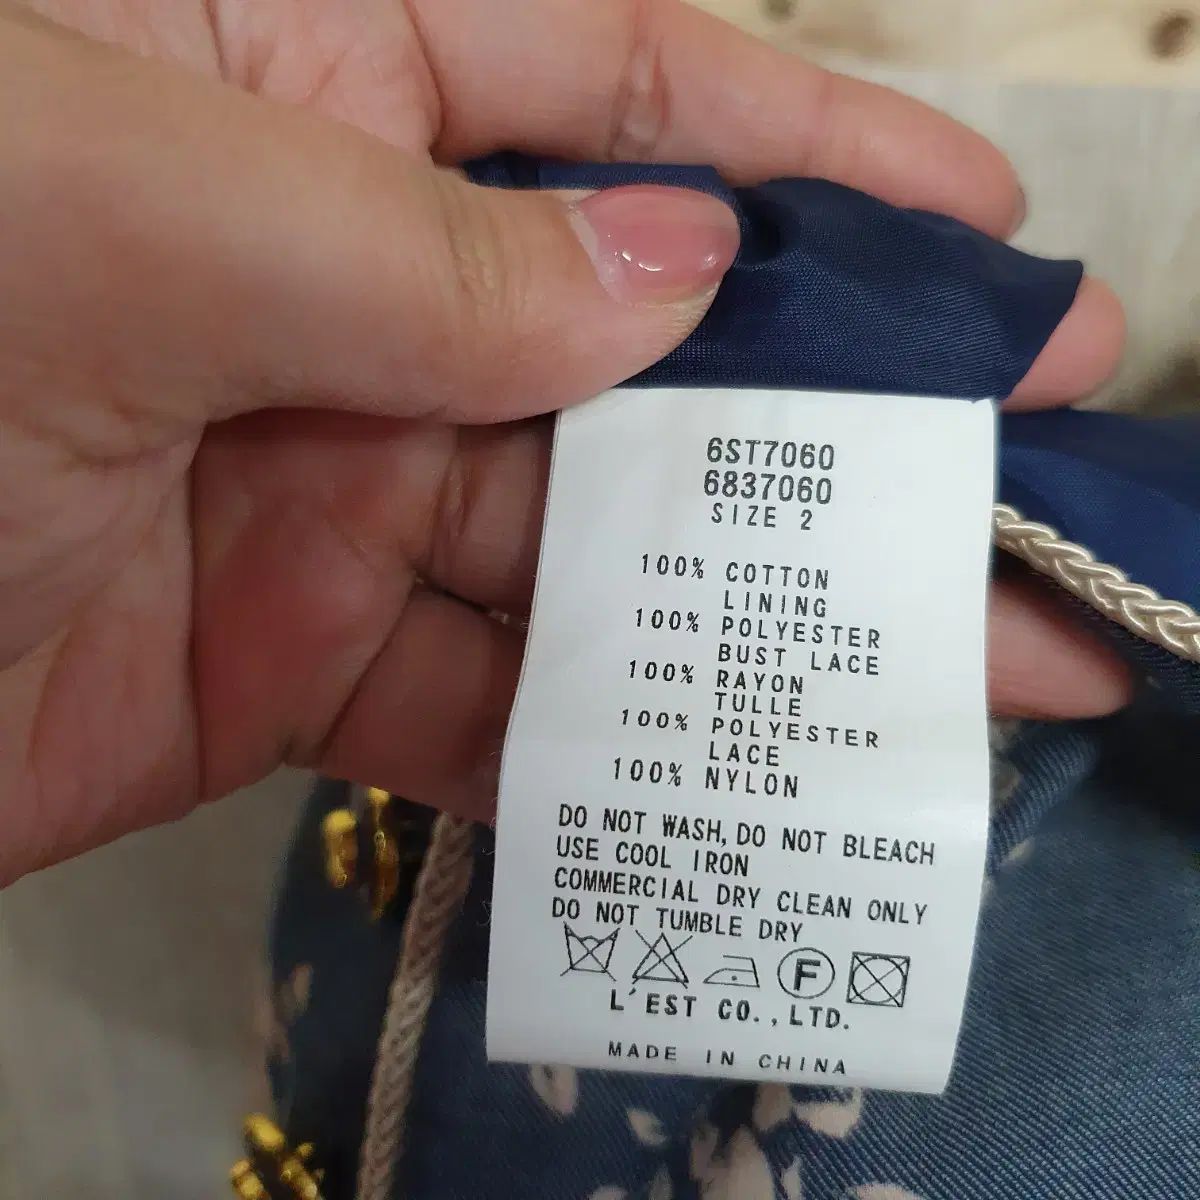 6ST7060
6837060
SIZE 2
100% COTTON
LINING
100% POLYESTER
BUST LACE
100% RAYON
TULLE
100% POLYESTER
LACE
100% NYLON
DO NOT WASH, DO NOT BLEACH
USE COOL IRON
COMMERCIAL DRY CLEAN ONLY
DO NOT TUMBLE DRY
F
L'EST CO., LTD.
MADE IN CHINA